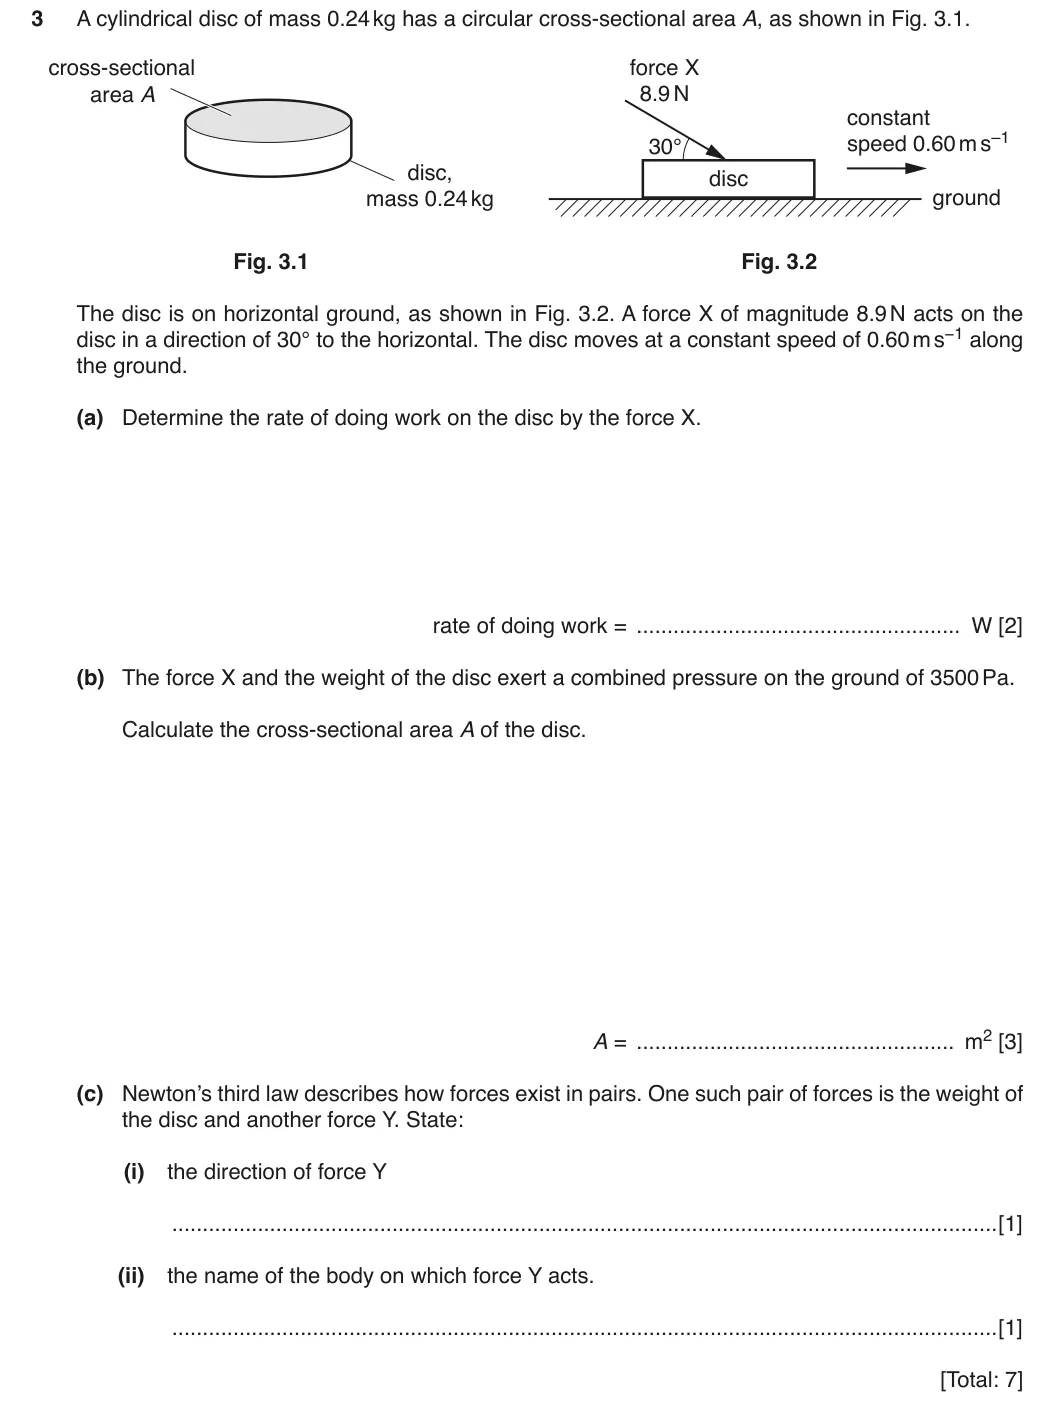 3 A cylindrical disc of mass 0.24 kg has a circular cross-sectional area A, as shown in Fig. 3.1.
cross-sectional
area A
disc,
mass 0.24 kg
Fig. 3.1
force X
8.9 N
30°
disc
constant
speed 0.60 m s⁻¹
ground
Fig. 3.2
The disc is on horizontal ground, as shown in Fig. 3.2. A force X of magnitude 8.9 N acts on the
disc in a direction of 30° to the horizontal. The disc moves at a constant speed of 0.60 m s⁻¹ along
the ground.
(a) Determine the rate of doing work on the disc by the force X.
rate of doing work = ..................................................... W [2]
(b) The force X and the weight of the disc exert a combined pressure on the ground of 3500 Pa.
Calculate the cross-sectional area A of the disc.
A = .................................................... m² [3]
(c) Newton's third law describes how forces exist in pairs. One such pair of forces is the weight of
the disc and another force Y. State:
(i) the direction of force Y
.......................................................................................................................................[1]
(ii) the name of the body on which force Y acts.
.......................................................................................................................................[1]
[Total: 7]